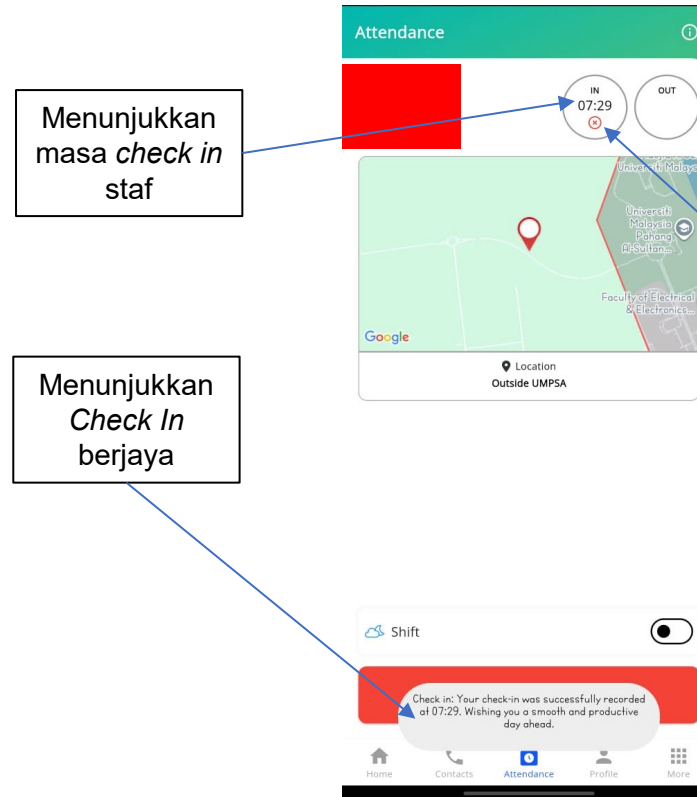 Attendance
Menunjukkan
masa check in
staf
IN
07:29
OUT
Universiti Malays
Universiti
Malaysia
Pahang
Al-Sultan...
Faculty of Electrical
& Electronics...
Google
Location
Outside UMPSA
Menunjukkan
Check In
berjaya
Shift
Check in: Your check-in was successfully recorded
at 07:29. Wishing you a smooth and productive
day ahead.
Home
Contacts
Attendance
Profile
More